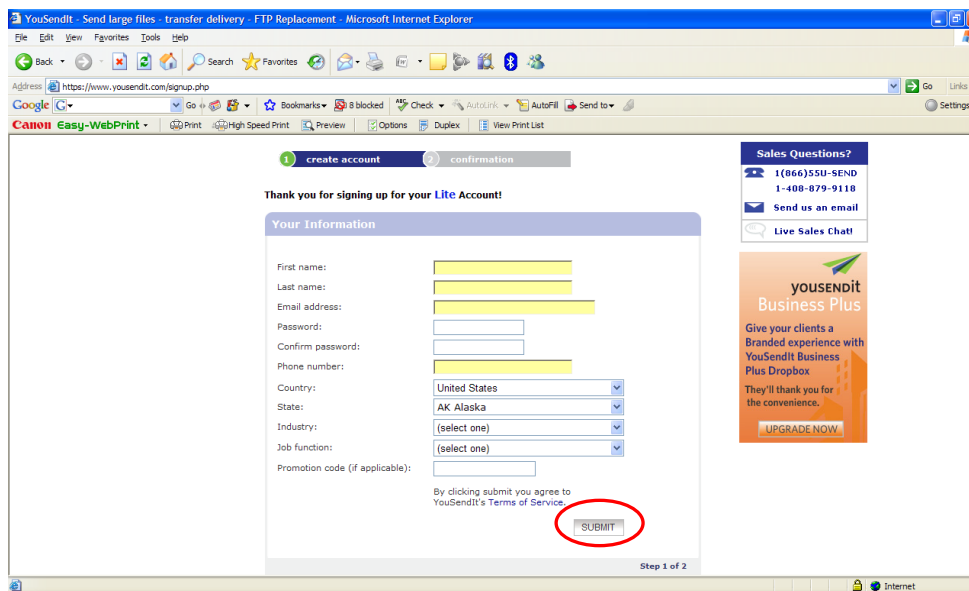 YouSendIt - Send large files - transfer delivery - FTP Replacement - Microsoft Internet Explorer
File Edit View Favorites Tools Help
Back Search Favorites
Address https://www.yousendit.com/signup.php Go Links
Google G Go Bookmarks 8 blocked Check AutoLink AutoFill Send to Settings
Canon Easy-WebPrint Print High Speed Print Preview Options Duplex View Print List
1 create account 2 confirmation
Thank you for signing up for your Lite Account!
Your Information
First name:
Last name:
Email address:
Password:
Confirm password:
Phone number:
Country: United States
State: AK Alaska
Industry: (select one)
Job function: (select one)
Promotion code (if applicable):
By clicking submit you agree to
YouSendIt's Terms of Service.
SUBMIT
Step 1 of 2
Sales Questions?
1(866)55U-SEND
1-408-879-9118
Send us an email
Live Sales Chat!
YOUSENDIT
Business Plus
Give your clients a
Branded experience with
YouSendIt Business
Plus Dropbox
They'll thank you for
the convenience.
UPGRADE NOW
Internet